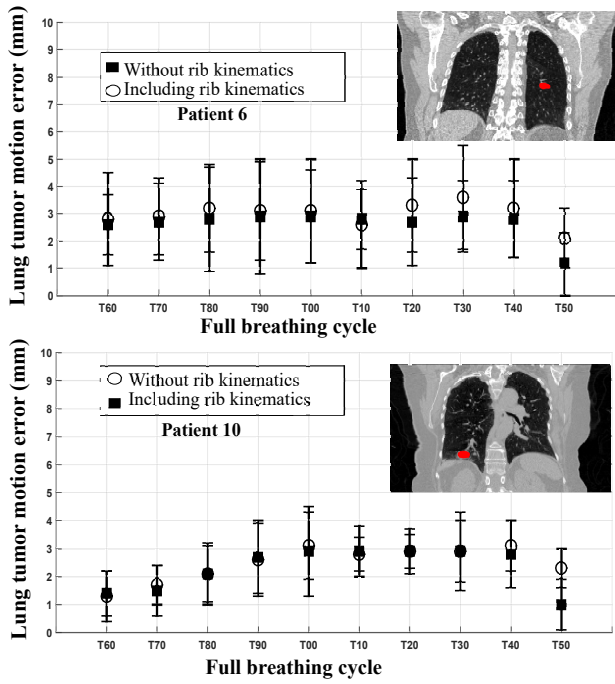 Lung tumor motion error (mm)
10
9
8
7
6
5
4
3
2
1
0
Without rib kinematics
Including rib kinematics
Patient 6
T60 T70 T80 T90 T00 T10 T20 T30 T40 T50
Full breathing cycle
Lung tumor motion error (mm)
10
9
8
7
6
5
4
3
2
1
0
Without rib kinematics
Including rib kinematics
Patient 10
T60 T70 T80 T90 T00 T10 T20 T30 T40 T50
Full breathing cycle